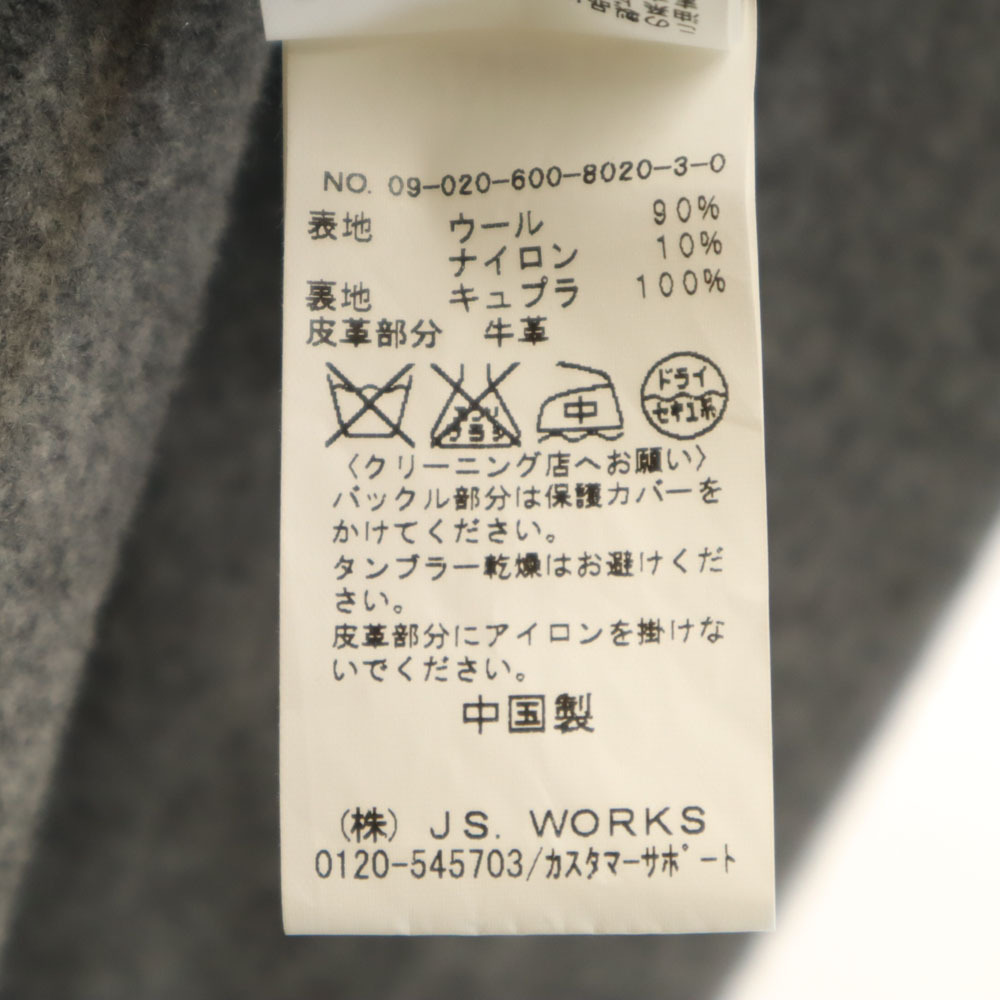 NO. 09-020-600-8020-3-0
表地 ウール 90%
ナイロン 10%
裏地 キュプラ 100%
皮革部分 牛革
エンソ サラシ 中 ドライ セキユ系
〈クリーニング店へお願い〉
バックル部分は保護カバーを
かけてください。
タンブラー乾燥はお避けくだ
さい。
皮革部分にアイロンを掛けな
いでください。
中国製
(株) JS. WORKS
0120-545703/カスタマーサポート